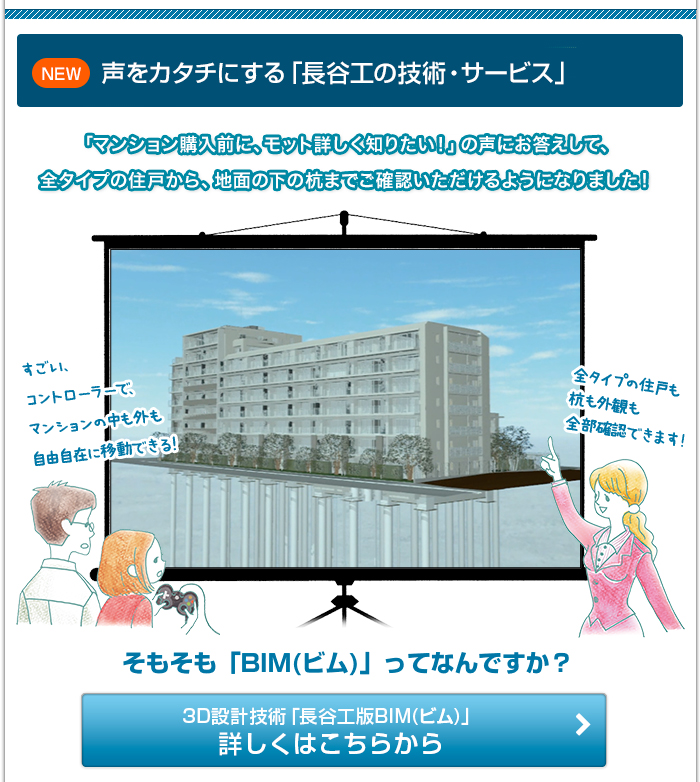 NEW 声をカタチにする「長谷工の技術・サービス」
「マンション購入前に、モット詳しく知りたい！」の声にお答えして、
全タイプの住戸から、地面の下の杭までご確認いただけるようになりました！
すごい、
コントローラーで、
マンションの中も外も
自由自在に移動できる！
全タイプの住戸も
杭も外観も
全部確認できます！
そもそも「BIM(ビム)」ってなんですか？
3D設計技術「長谷工版BIM(ビム)」
詳しくはこちらから